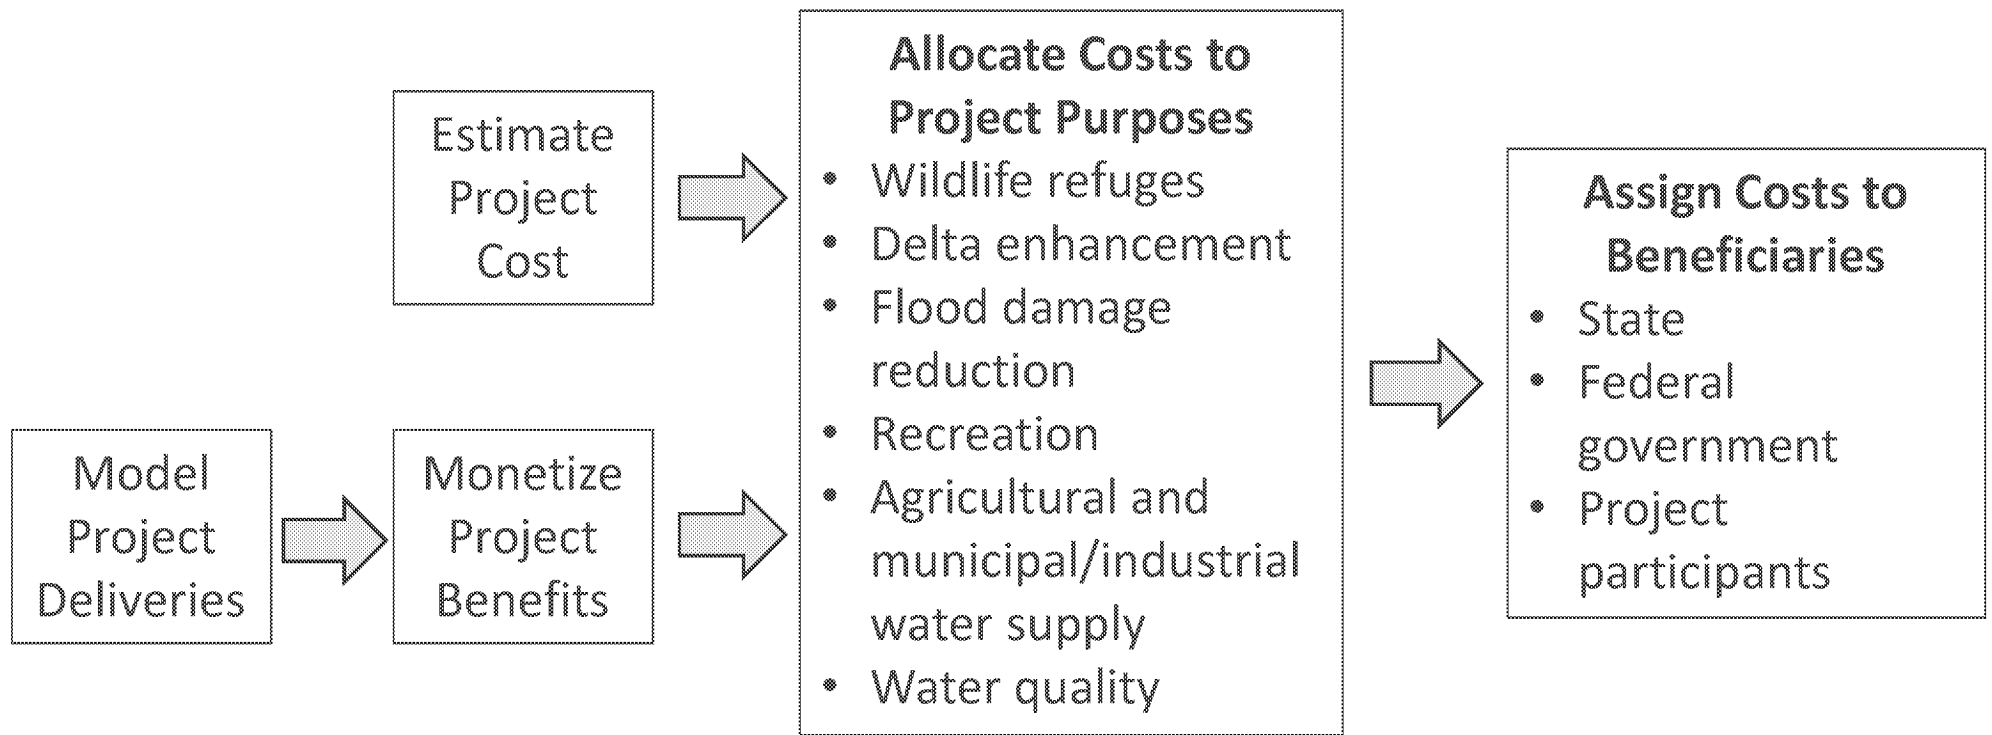 Estimate
Project
Cost
Model
Project
Deliveries
Monetize
Project
Benefits
Allocate Costs to
Project Purposes
• Wildlife refuges
• Delta enhancement
• Flood damage
reduction
• Recreation
• Agricultural and
municipal/industrial
water supply
• Water quality
Assign Costs to
Beneficiaries
• State
• Federal
government
• Project
participants